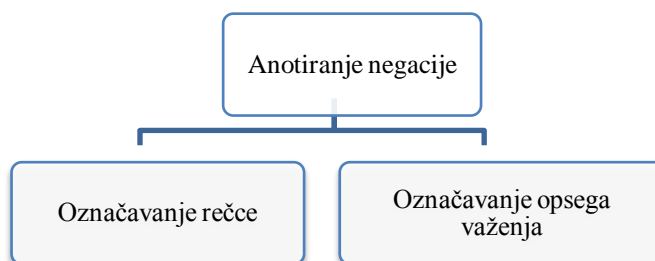 Anotiranje negacije
Označavanje rečce
Označavanje opsega
važenja